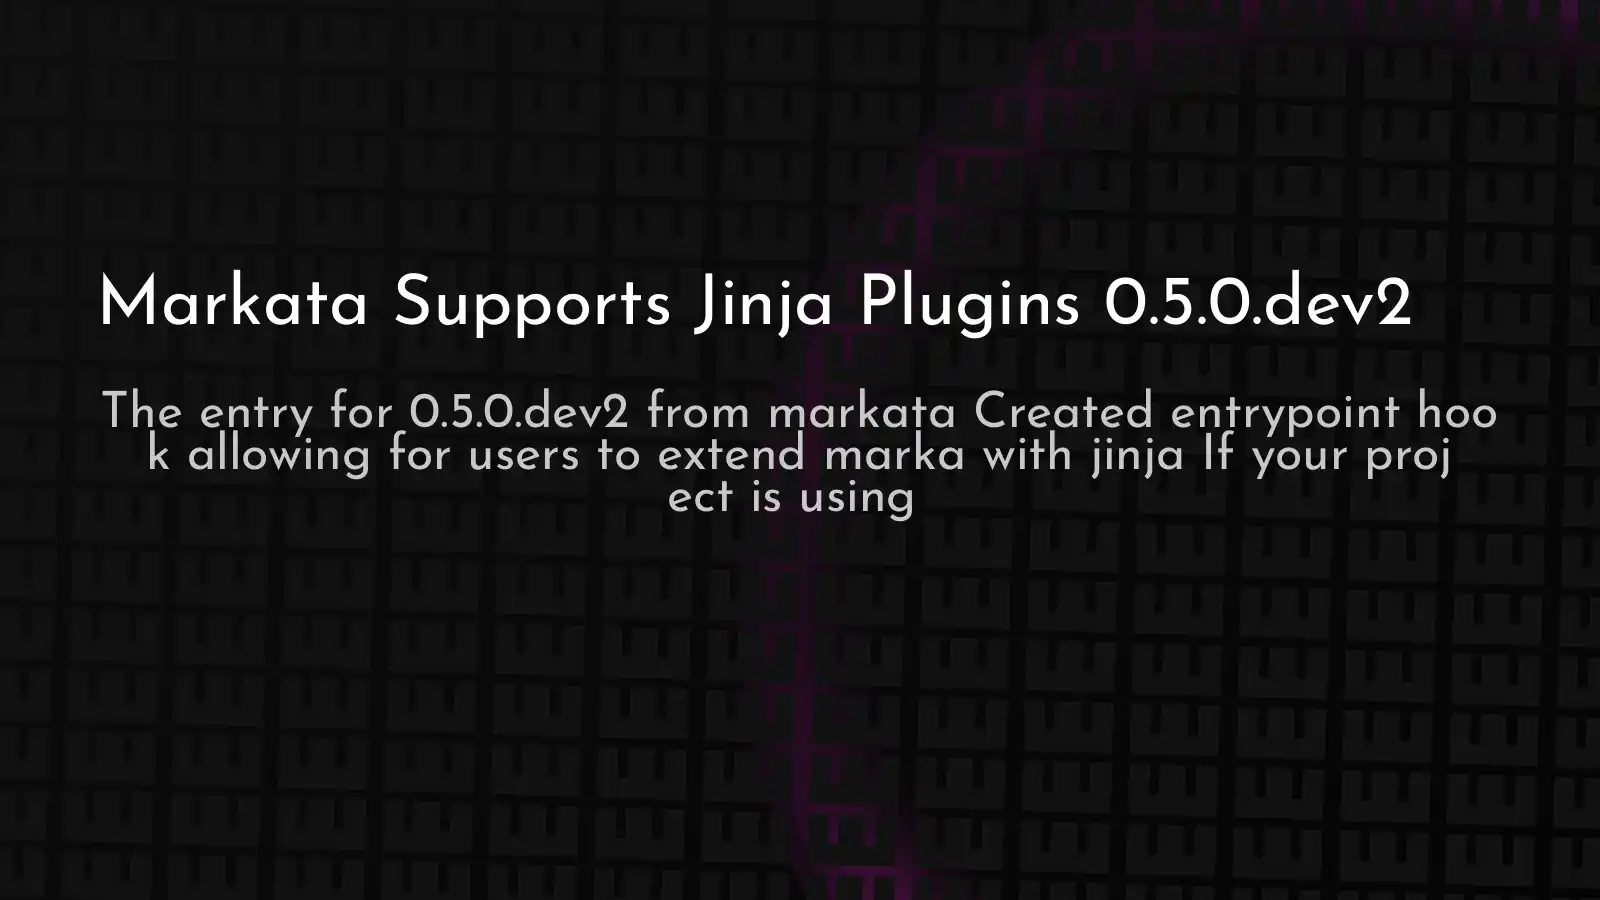 Markata Supports Jinja Plugins 0.5.0.dev2
The entry for 0.5.0.dev2 from markata Created entrypoint hoo
k allowing for users to extend marka with jinja If your proj
ect is using